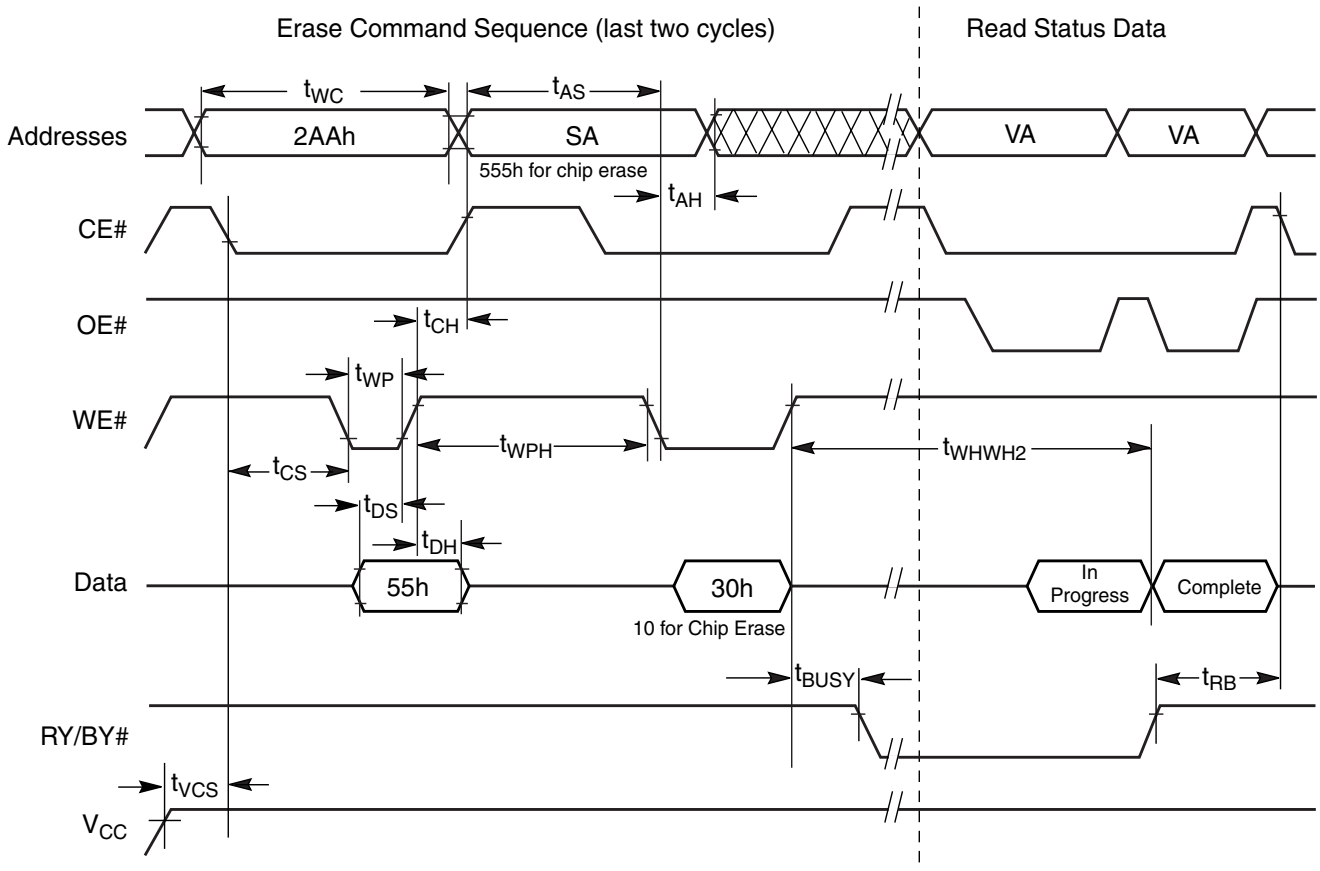 Erase Command Sequence (last two cycles)
Read Status Data
tWC
tAS
Addresses
2AAh
SA
VA
VA
555h for chip erase
tAH
CE#
OE#
tCH
tWP
WE#
tWPH
tWHWH2
tCS
tDS
tDH
Data
55h
30h
In
Progress
Complete
10 for Chip Erase
tBUSY
tRB
RY/BY#
tVCS
VCC